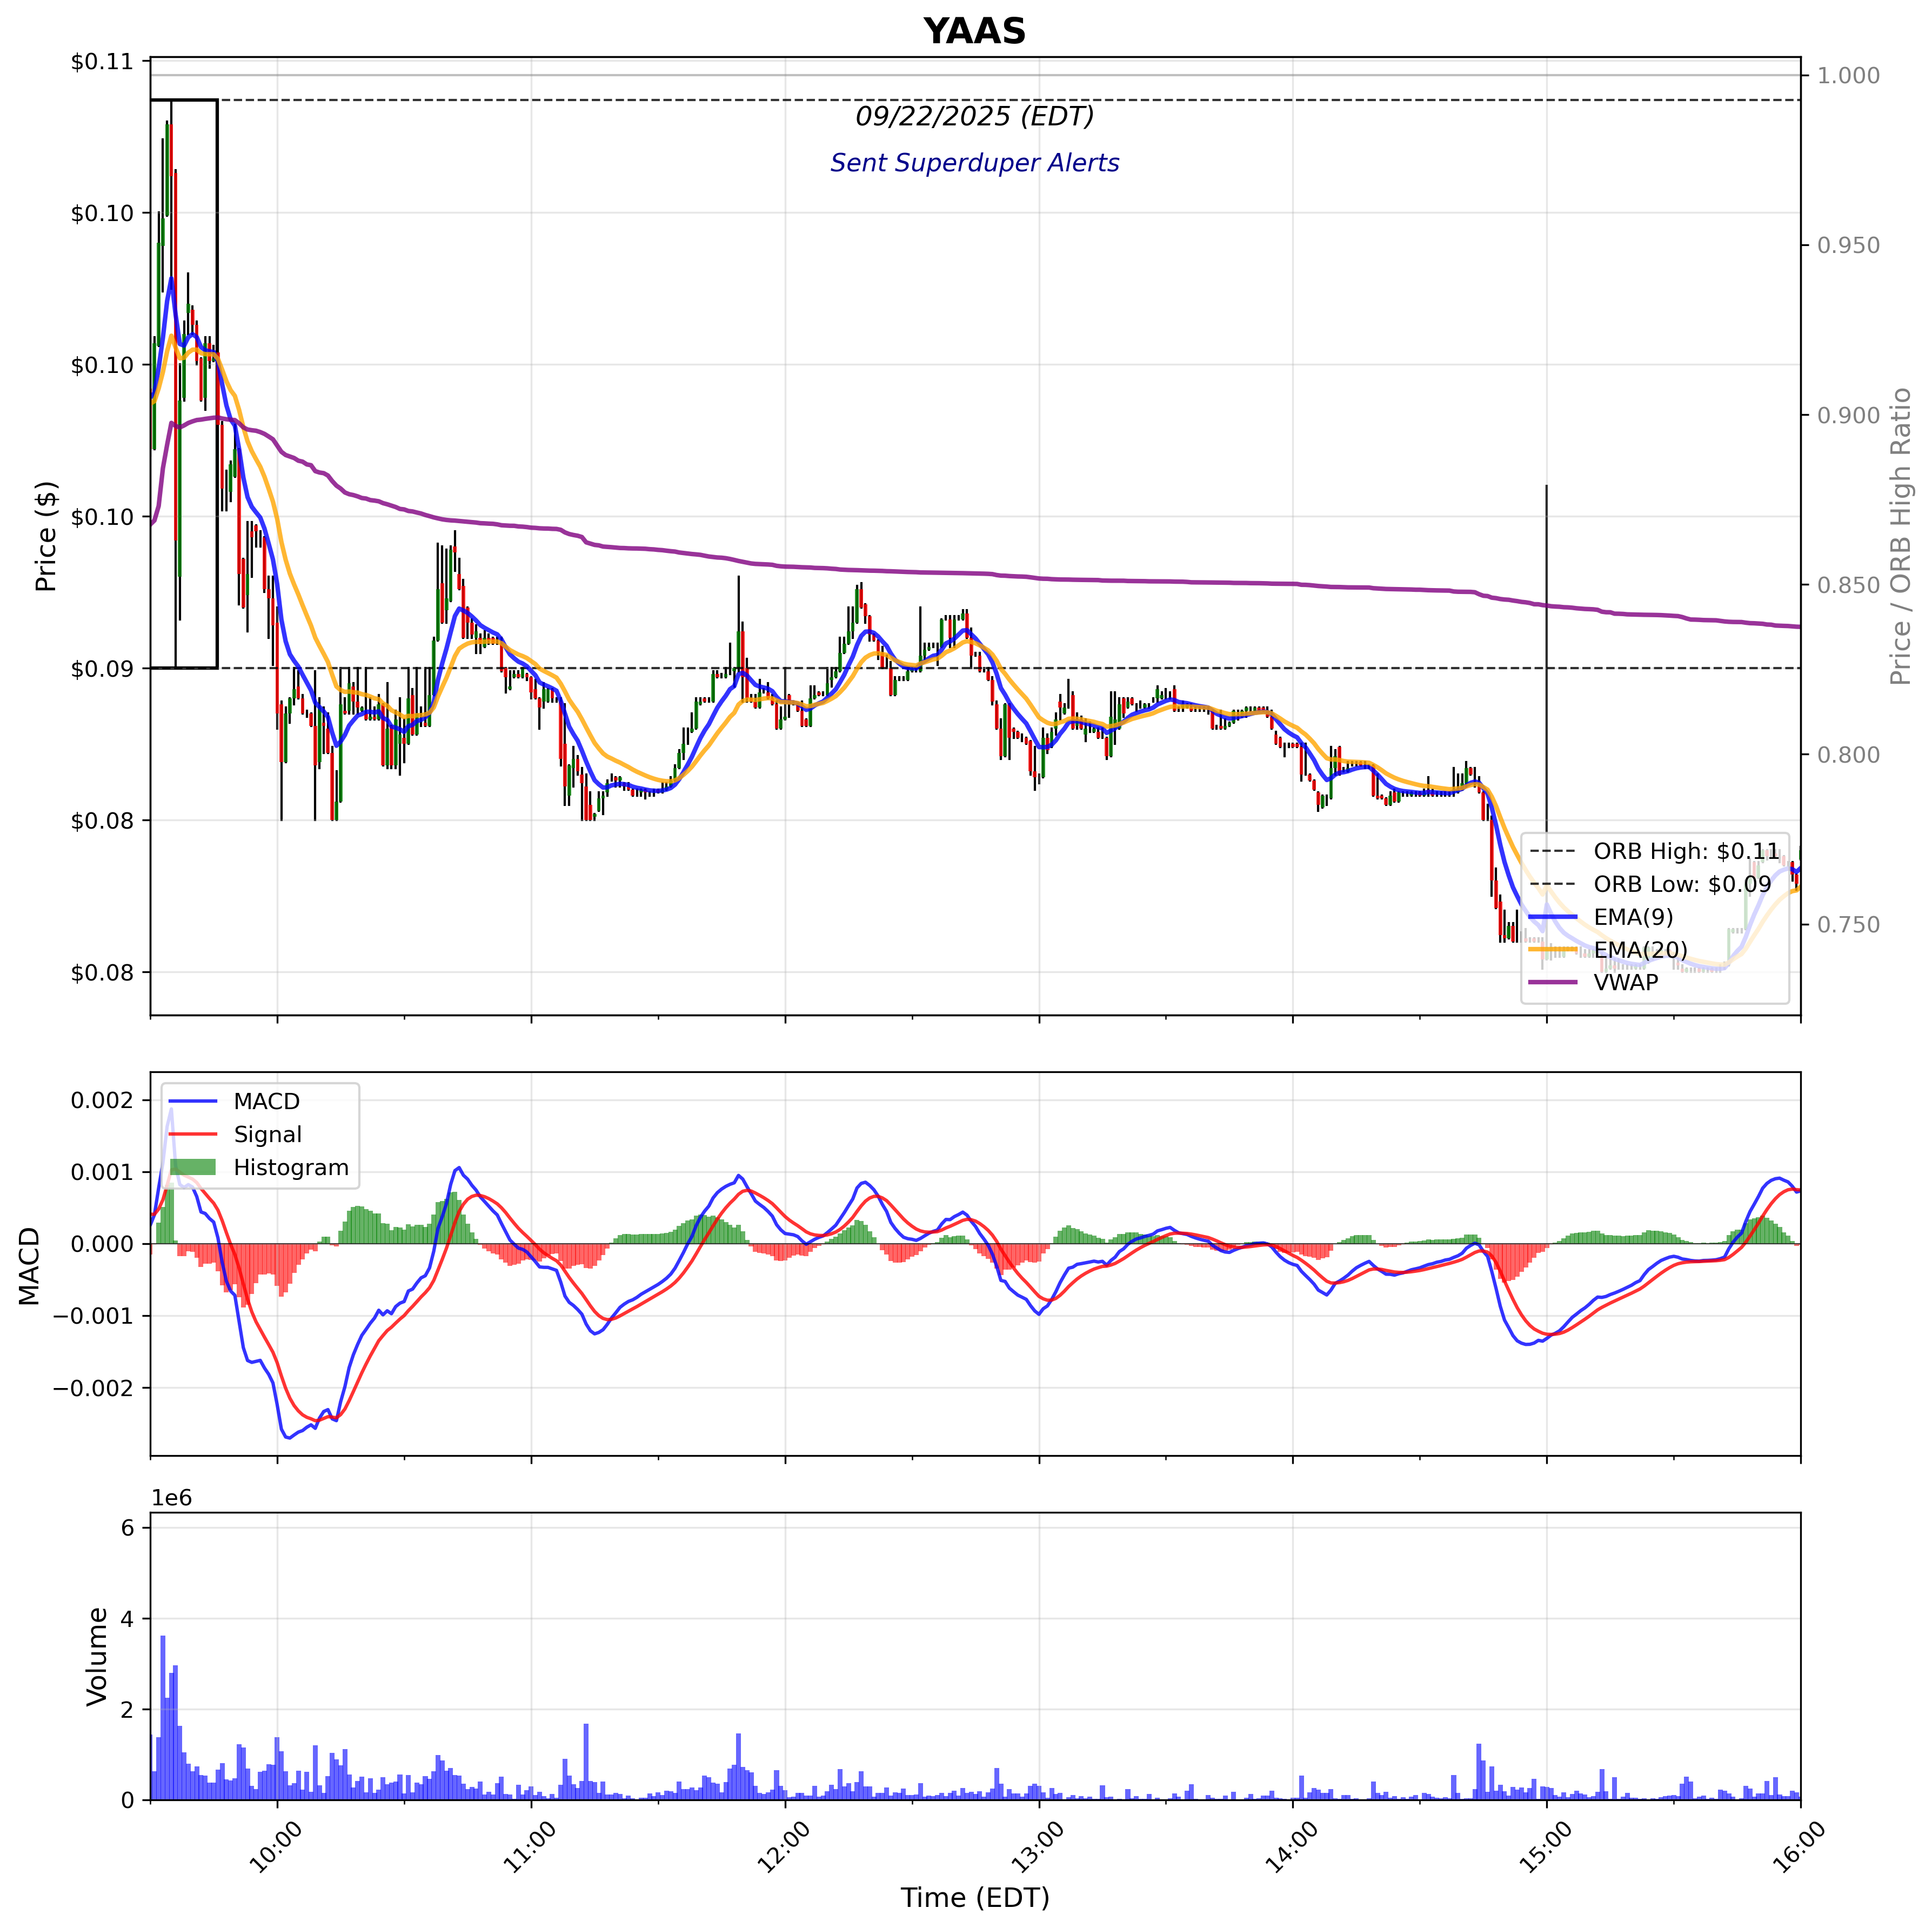 YAAS
$0.11
$0.10
$0.10
$0.10
$0.09
$0.08
$0.08
Price ($)
09/22/2025 (EDT)
Sent Superduper Alerts
1.000
0.950
0.900
0.850
0.800
0.750
Price / ORB High Ratio
ORB High: $0.11
ORB Low: $0.09
EMA(9)
EMA(20)
VWAP
0.002
0.001
0.000
−0.001
−0.002
MACD
MACD
Signal
Histogram
1e6
6
4
2
0
Volume
10:00
11:00
12:00
13:00
14:00
15:00
16:00
Time (EDT)